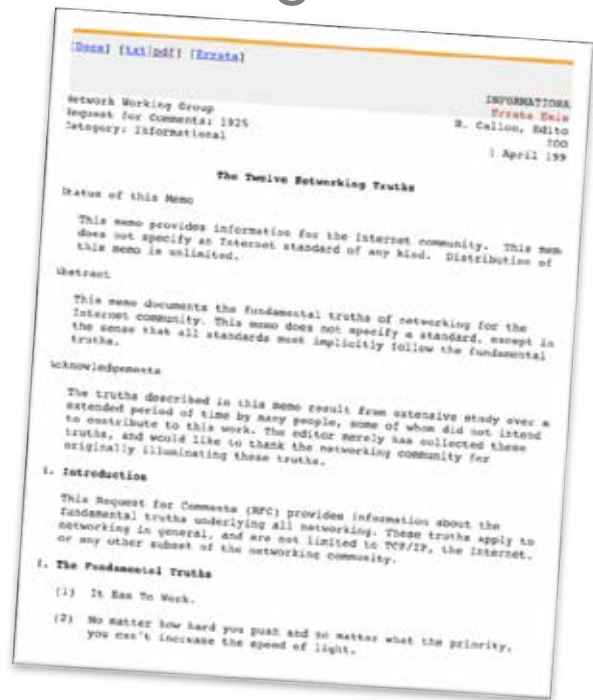 [Docs] [txt|pdf] [Errata]
INFORMATIONA
Errata Exis
Network Working Group
R. Callon, Edito
Request for Comments: 1925
IOO
Category: Informational
1 April 199
The Twelve Networking Truths
Status of this Memo
This memo provides information for the Internet community. This mem
does not specify an Internet standard of any kind. Distribution of
this memo is unlimited.
Abstract
This memo documents the fundamental truths of networking for the
Internet community. This memo does not specify a standard, except in
the sense that all standards must implicitly follow the fundamental
truths.
Acknowledgements
The truths described in this memo result from extensive study over a
extended period of time by many people, some of whom did not intend
to contribute to this work. The editor merely has collected these
truths, and would like to thank the networking community for
originally illuminating these truths.
1. Introduction
This Request for Comments (RFC) provides information about the
fundamental truths underlying all networking. These truths apply to
networking in general, and are not limited to TCP/IP, the Internet,
or any other subset of the networking community.
2. The Fundamental Truths
(1) It Has To Work.
(2) No matter how hard you push and no matter what the priority,
you can't increase the speed of light.